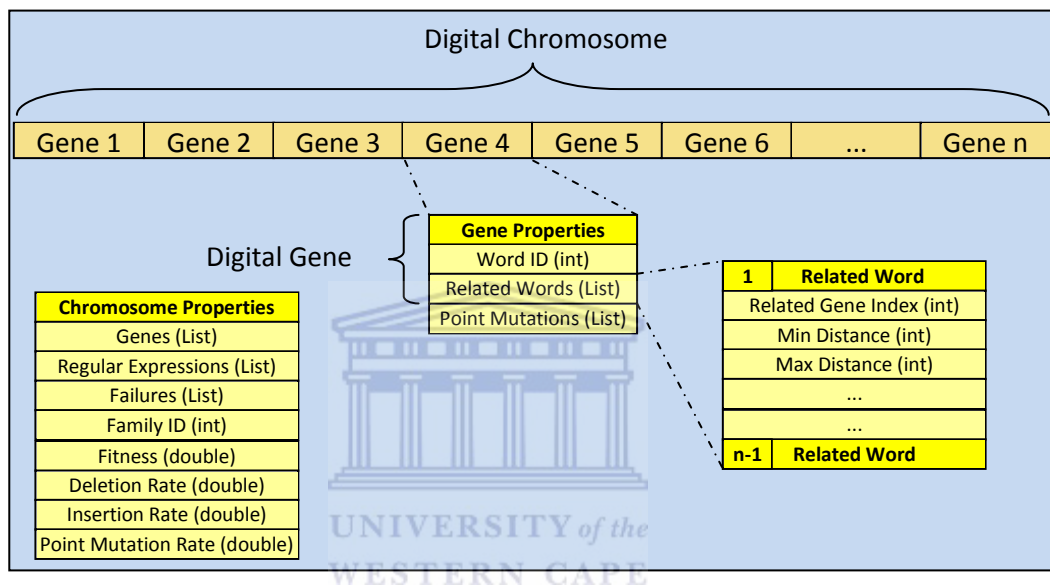 Digital Chromosome
Gene 1 Gene 2 Gene 3 Gene 4 Gene 5 Gene 6 ... Gene n
Digital Gene
Gene Properties
Word ID (int)
Related Words (List)
Point Mutations (List)
1 Related Word
Related Gene Index (int)
Min Distance (int)
Max Distance (int)
...
...
n-1 Related Word
Chromosome Properties
Genes (List)
Regular Expressions (List)
Failures (List)
Family ID (int)
Fitness (double)
Deletion Rate (double)
Insertion Rate (double)
Point Mutation Rate (double)
UNIVERSITY of the
WESTERN CAPE